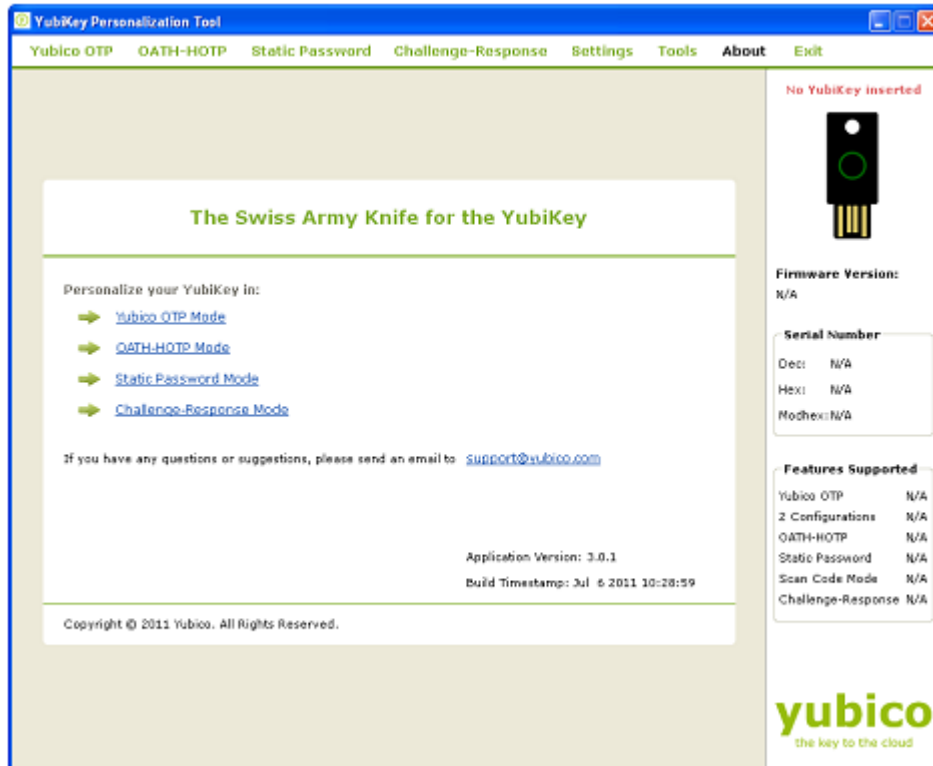 YubiKey Personalization Tool
Yubico OTP OATH-HOTP Static Password Challenge-Response Settings Tools About Exit
The Swiss Army Knife for the YubiKey
Personalize your YubiKey in:
Yubico OTP Mode
OATH-HOTP Mode
Static Password Mode
Challenge-Response Mode
If you have any questions or suggestions, please send an email to support@yubico.com
Application Version: 3.0.1
Build Timestamp: Jul 6 2011 10:28:59
Copyright © 2011 Yubico. All Rights Reserved.
No YubiKey inserted
Firmware Version:
N/A
Serial Number
Dec: N/A
Hex: N/A
Modhex: N/A
Features Supported
Yubico OTP N/A
2 Configurations N/A
OATH-HOTP N/A
Static Password N/A
Scan Code Mode N/A
Challenge-Response N/A
yubico
the key to the cloud